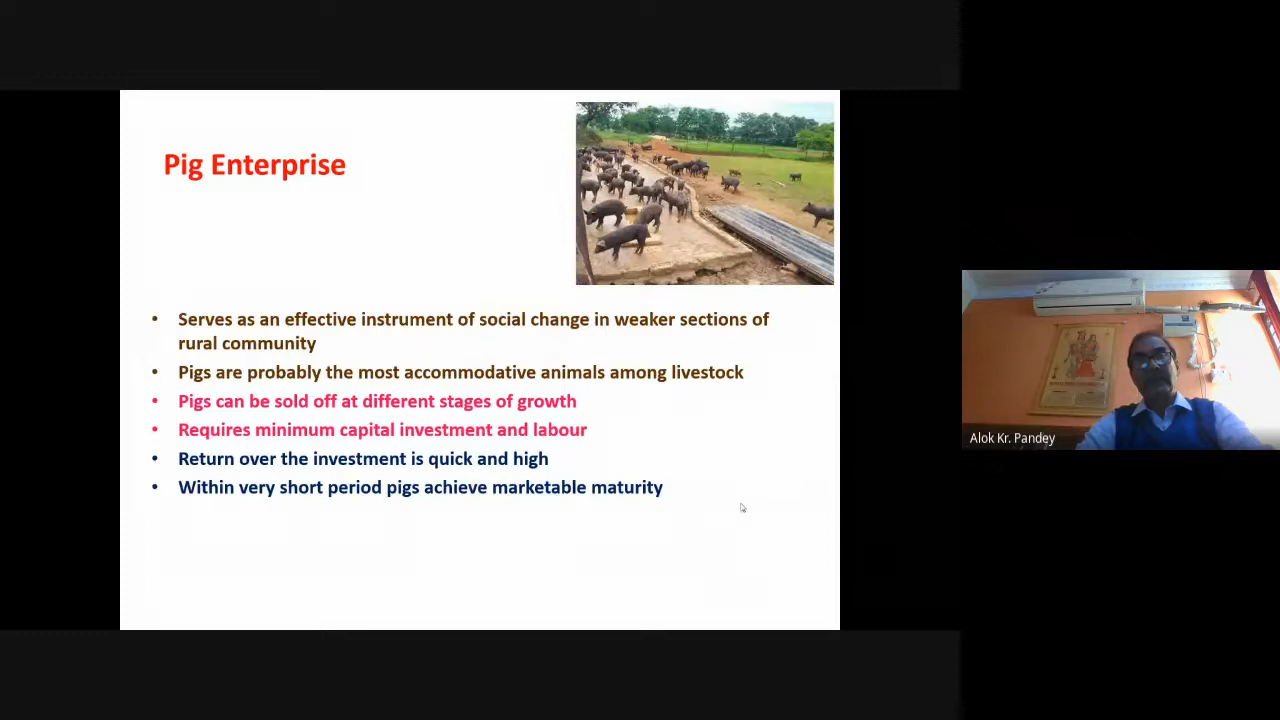 Pig Enterprise
• Serves as an effective instrument of social change in weaker sections of
rural community
• Pigs are probably the most accommodative animals among livestock
• Pigs can be sold off at different stages of growth
• Requires minimum capital investment and labour
• Return over the investment is quick and high
• Within very short period pigs achieve marketable maturity
Alok Kr. Pandey